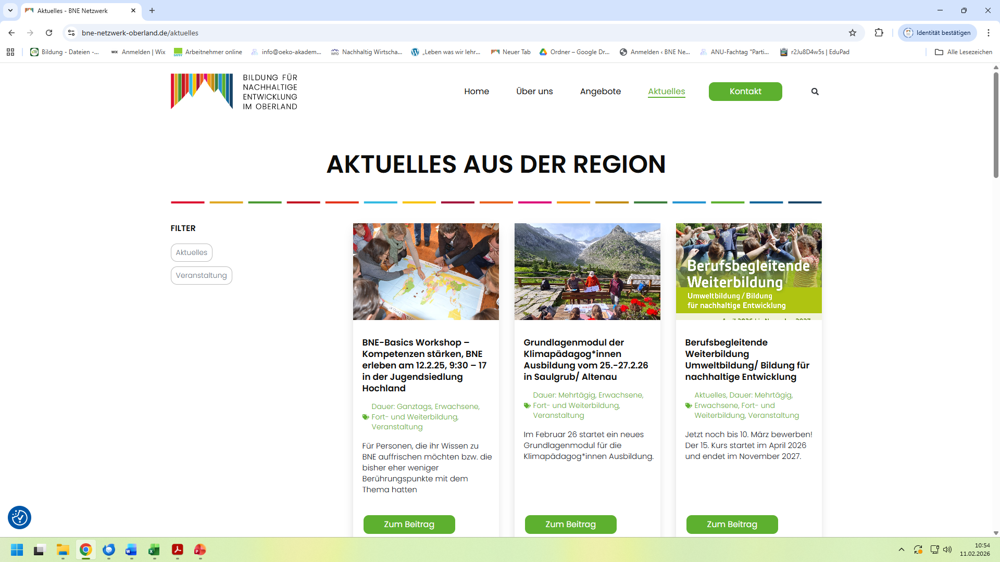 Aktuelles - BNE Netzwerk
bne-netzwerk-oberland.de/aktuelles
Identität bestätigen
Bildung - Dateien -...
WIX Anmelden | Wix
DATEV Arbeitnehmer online
info@oeko-akadem...
WFO Nachhaltig Wirtscha...
„Leben was wir lehr...
Neuer Tab
Ordner – Google Dr...
Anmelden ‹ BNE Ne...
ANU-Fachtag "Parti...
r2Ju8D4w5s | EduPad
Alle Lesezeichen
BILDUNG FÜR
NACHHALTIGE
ENTWICKLUNG
IM OBERLAND
Home
Über uns
Angebote
Aktuelles
Kontakt
AKTUELLES AUS DER REGION
FILTER
Aktuelles
Veranstaltung
BNE-Basics Workshop –
Kompetenzen stärken, BNE
erleben am 12.2.25, 9:30 – 17
in der Jugendsiedlung
Hochland
Dauer: Ganztags, Erwachsene,
Fort- und Weiterbildung,
Veranstaltung
Für Personen, die ihr Wissen zu
BNE auffrischen möchten bzw. die
bisher eher weniger
Berührungspunkte mit dem
Thema hatten
Zum Beitrag
Grundlagenmodul der
Klimapädagog*innen
Ausbildung vom 25.-27.2.26
in Saulgrub/ Altenau
Dauer: Mehrtägig, Erwachsene,
Fort- und Weiterbildung,
Veranstaltung
Im Februar 26 startet ein neues
Grundlagenmodul für die
Klimapädagog*innen Ausbildung.
Zum Beitrag
Berufsbegleitende
Weiterbildung
Umweltbildung / Bildung
für nachhaltige Entwicklung
April 2026 bis November 2027
Berufsbegleitende
Weiterbildung
Umweltbildung/ Bildung für
nachhaltige Entwicklung
Aktuelles, Dauer: Mehrtägig,
Erwachsene, Fort- und
Weiterbildung, Veranstaltung
Jetzt noch bis 10. März bewerben!
Der 15. Kurs startet im April 2026
und endet im November 2027.
Zum Beitrag
10:54
11.02.2026